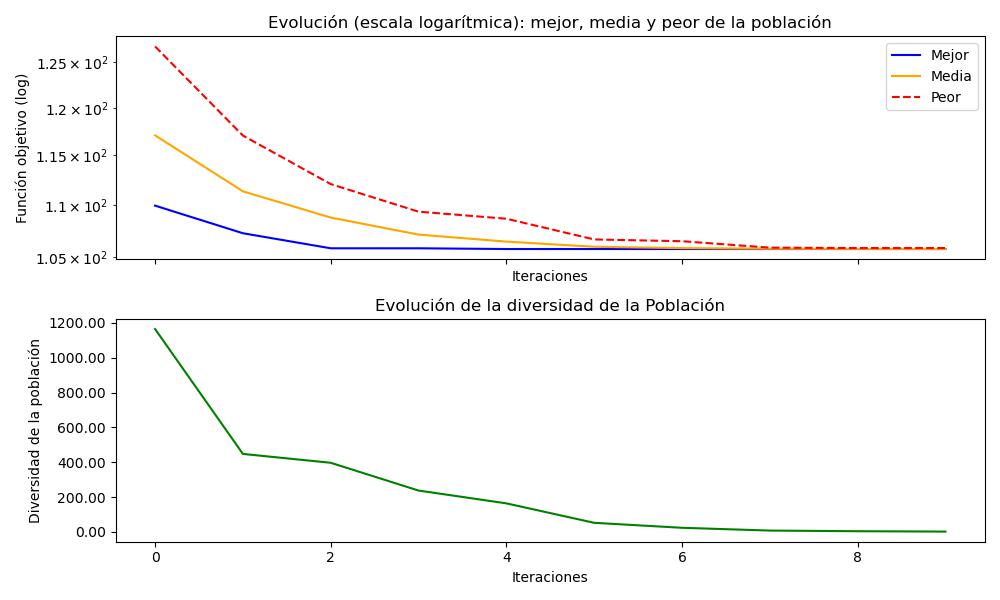 Evolución (escala logarítmica): mejor, media y peor de la población
Función objetivo (log)
1.25 × 10²
1.2 × 10²
1.15 × 10²
1.1 × 10²
1.05 × 10²
Mejor
Media
Peor
Iteraciones
Evolución de la diversidad de la Población
Diversidad de la población
1200.00
1000.00
800.00
600.00
400.00
200.00
0.00
0 2 4 6 8
Iteraciones